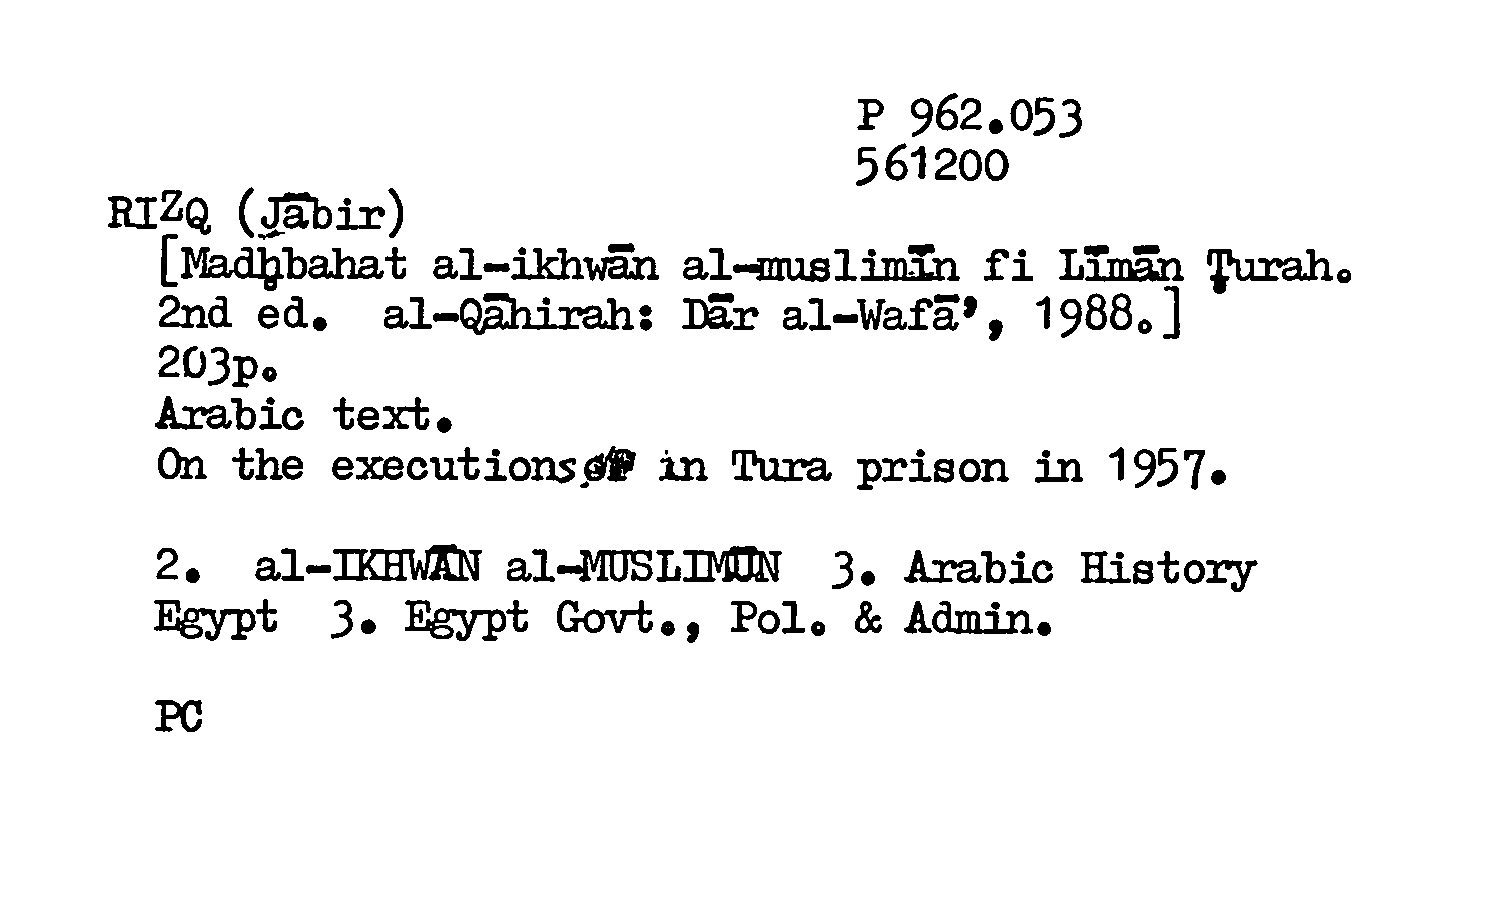 P 962.053
561200
RIZQ (Jābir)
[Madhbahat al-ikhwān al-muslimīn fi Līmān Ṭurah.
2nd ed. al-Qāhirah: Dār al-Wafā', 1988.]
203p.
Arabic text.
On the executions in Tura prison in 1957.
2. al-IKHWĀN al-MUSLIMŪN 3. Arabic History
Egypt 3. Egypt Govt., Pol. & Admin.
PC